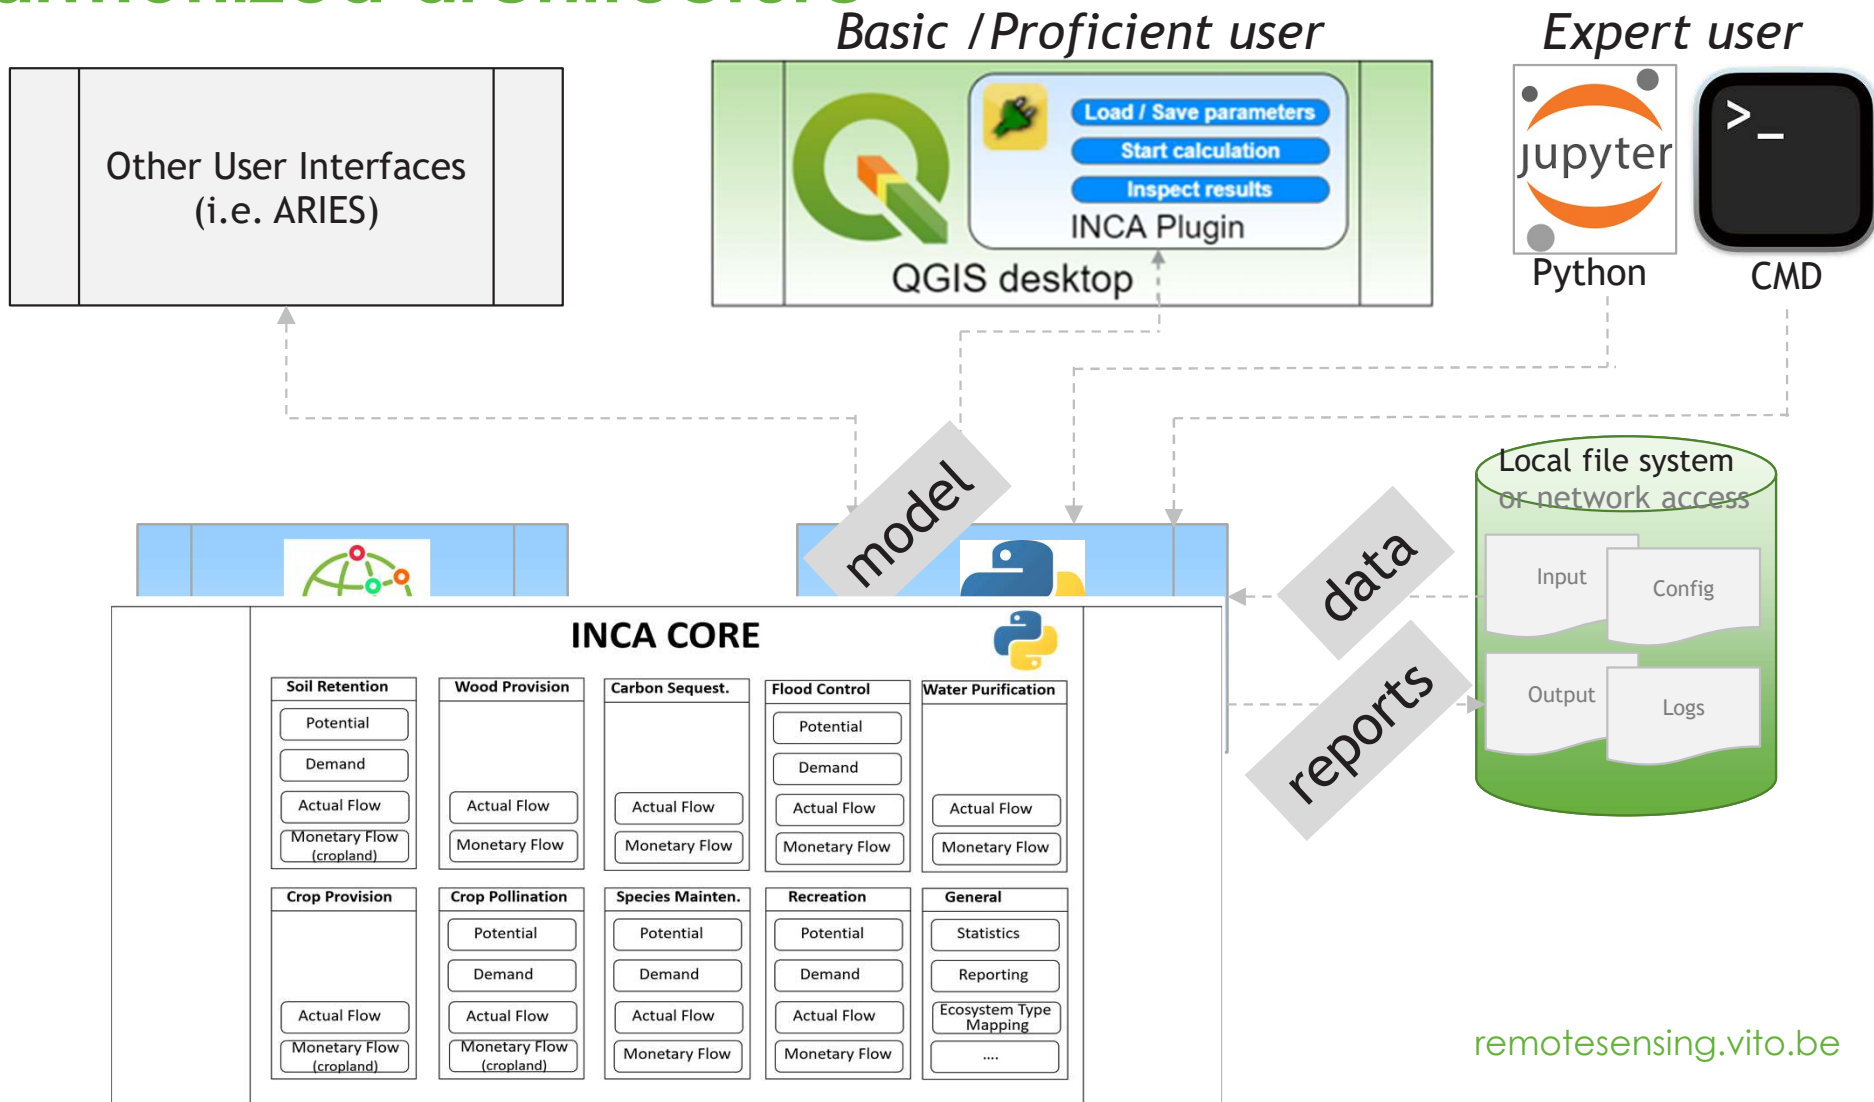 Basic /Proficient user
Expert user
Other User Interfaces
(i.e. ARIES)
Load / Save parameters
Start calculation
Inspect results
INCA Plugin
QGIS desktop
>_
jupyter
Python
CMD
model
data
reports
Local file system
or network access
Input
Config
Output
Logs
INCA CORE
Soil Retention
Potential
Demand
Actual Flow
Monetary Flow
(cropland)
Wood Provision
Actual Flow
Monetary Flow
Carbon Sequest.
Actual Flow
Monetary Flow
Flood Control
Potential
Demand
Actual Flow
Monetary Flow
Water Purification
Actual Flow
Monetary Flow
Crop Provision
Actual Flow
Monetary Flow
(cropland)
Crop Pollination
Potential
Demand
Actual Flow
Monetary Flow
(cropland)
Species Mainten.
Potential
Demand
Actual Flow
Monetary Flow
Recreation
Potential
Demand
Actual Flow
Monetary Flow
General
Statistics
Reporting
Ecosystem Type
Mapping
....
remotesensing.vito.be